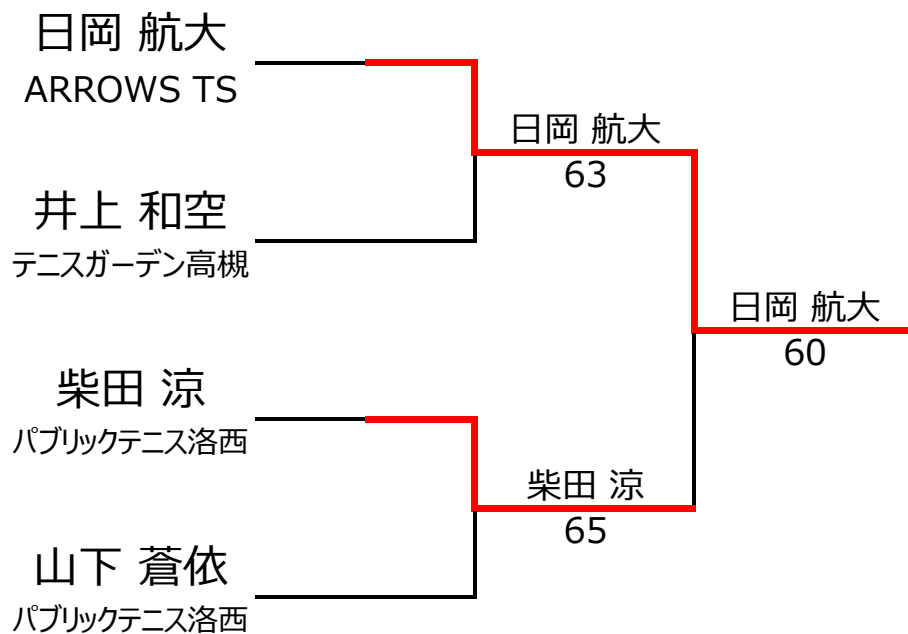 日岡 航大
ARROWS TS
井上 和空
テニスガーデン高槻
柴田 涼
パブリックテニス洛西
山下 蒼依
パブリックテニス洛西
日岡 航大
63
柴田 涼
65
日岡 航大
60